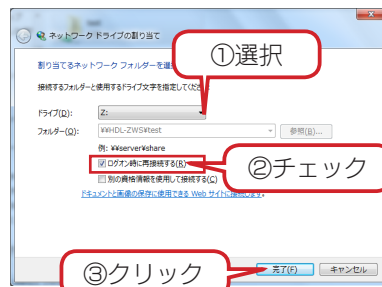 ネットワーク ドライブの割り当て
①選択
割り当てるネットワーク フォルダーを選
接続するフォルダーと使用するドライブ文字を指定してくださ
ドライブ(D):
Z:
フォルダー(O):
¥¥HDL-ZWS¥test
参照(B)...
例: ¥¥server¥share
ログオン時に再接続する(R)
②チェック
別の資格情報を使用して接続する(C)
ドキュメントと画像の保存に使用できる Web サイトに接続します。
③クリック
完了(F)
キャンセル